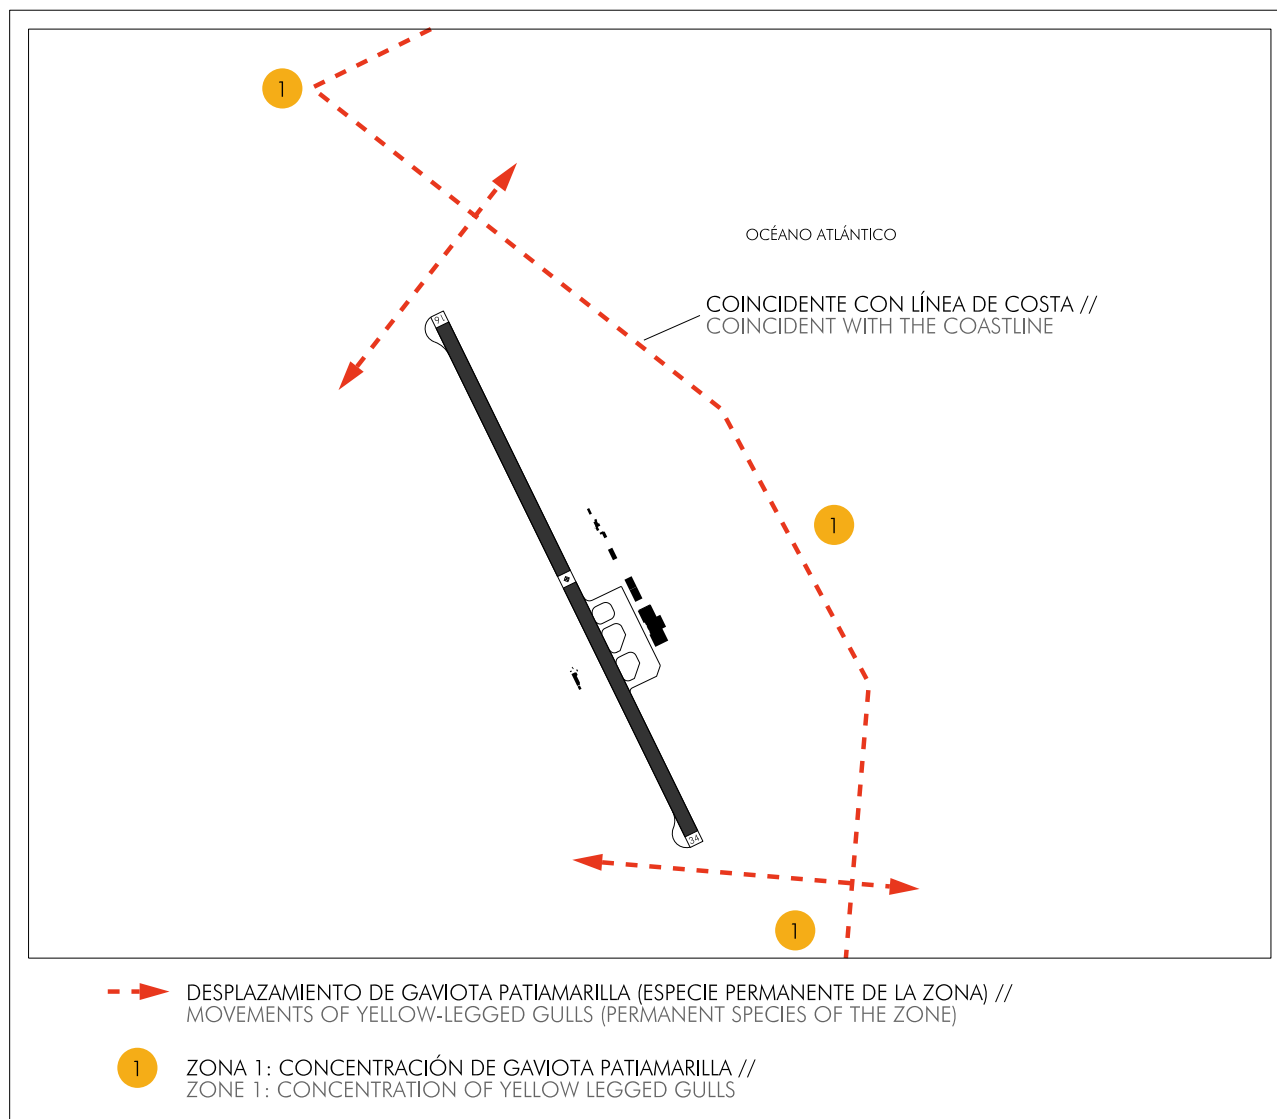 1
OCÉANO ATLÁNTICO
COINCIDENTE CON LÍNEA DE COSTA //
COINCIDENT WITH THE COASTLINE
16
1
34
1
DESPLAZAMIENTO DE GAVIOTA PATIAMARILLA (ESPECIE PERMANENTE DE LA ZONA) //
MOVEMENTS OF YELLOW-LEGGED GULLS (PERMANENT SPECIES OF THE ZONE)
1 ZONA 1: CONCENTRACIÓN DE GAVIOTA PATIAMARILLA //
ZONE 1: CONCENTRATION OF YELLOW LEGGED GULLS